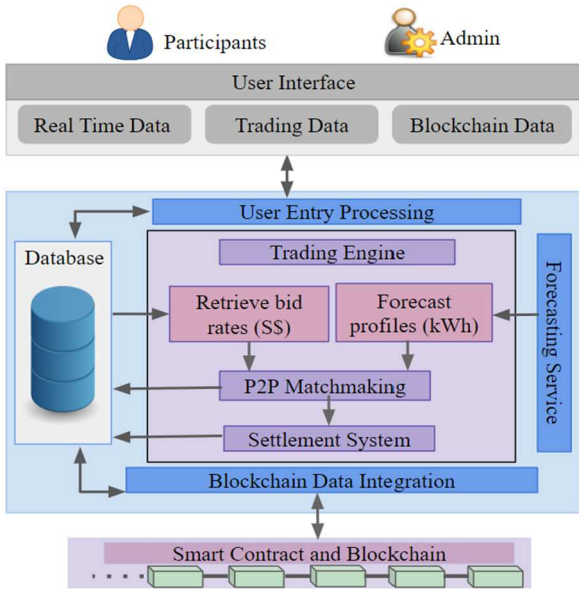 Participants
Admin
User Interface
Real Time Data
Trading Data
Blockchain Data
User Entry Processing
Database
Trading Engine
Retrieve bid
rates (S$)
Forecast
profiles (kWh)
Forecasting Service
P2P Matchmaking
Settlement System
Blockchain Data Integration
Smart Contract and Blockchain